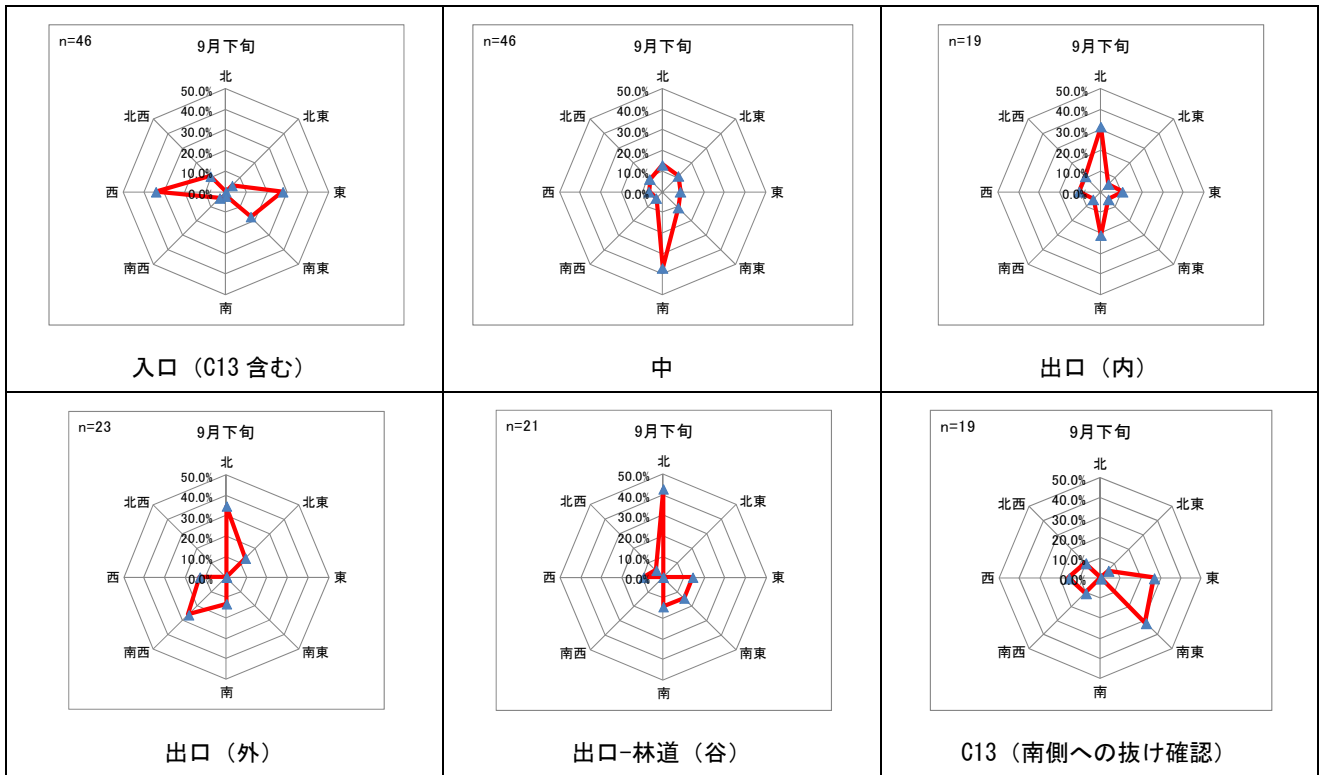 n=46
9月下旬
北
50.0%
40.0%
30.0%
20.0%
10.0%
0.0%
北東
東
南東
南
南西
西
北西
入口（C13 含む）
n=46
9月下旬
北
50.0%
40.0%
30.0%
20.0%
10.0%
0.0%
北東
東
南東
南
南西
西
北西
中
n=19
9月下旬
北
50.0%
40.0%
30.0%
20.0%
10.0%
0.0%
北東
東
南東
南
南西
西
北西
出口（内）
n=23
9月下旬
北
50.0%
40.0%
30.0%
20.0%
10.0%
0.0%
北東
東
南東
南
南西
西
北西
出口（外）
n=21
9月下旬
北
50.0%
40.0%
30.0%
20.0%
10.0%
0.0%
北東
東
南東
南
南西
西
北西
出口-林道（谷）
n=19
9月下旬
北
50.0%
40.0%
30.0%
20.0%
10.0%
0.0%
北東
東
南東
南
南西
西
北西
C13（南側への抜け確認）